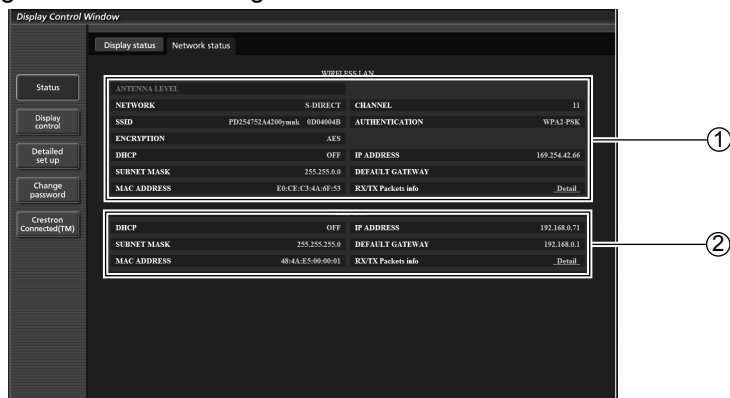 Display Control Window
Display status Network status
WIRELESS LAN
Status
ANTENNA LEVEL
NETWORK S-DIRECT CHANNEL 11
SSID PD254752A4200ymnk 0D04004B AUTHENTICATION WPA2-PSK
ENCRYPTION AES
DHCP OFF IP ADDRESS 169.254.42.66
SUBNET MASK 255.255.0.0 DEFAULT GATEWAY
MAC ADDRESS E0:CE:C3:4A:6F:53 RX/TX Packets info Detail
Display
control
Detailed
set up
Change
password
Crestron
Connected(TM)
DHCP OFF IP ADDRESS 192.168.0.71
SUBNET MASK 255.255.255.0 DEFAULT GATEWAY 192.168.0.1
MAC ADDRESS 48:4A:E5:00:00:01 RX/TX Packets info Detail
1
2